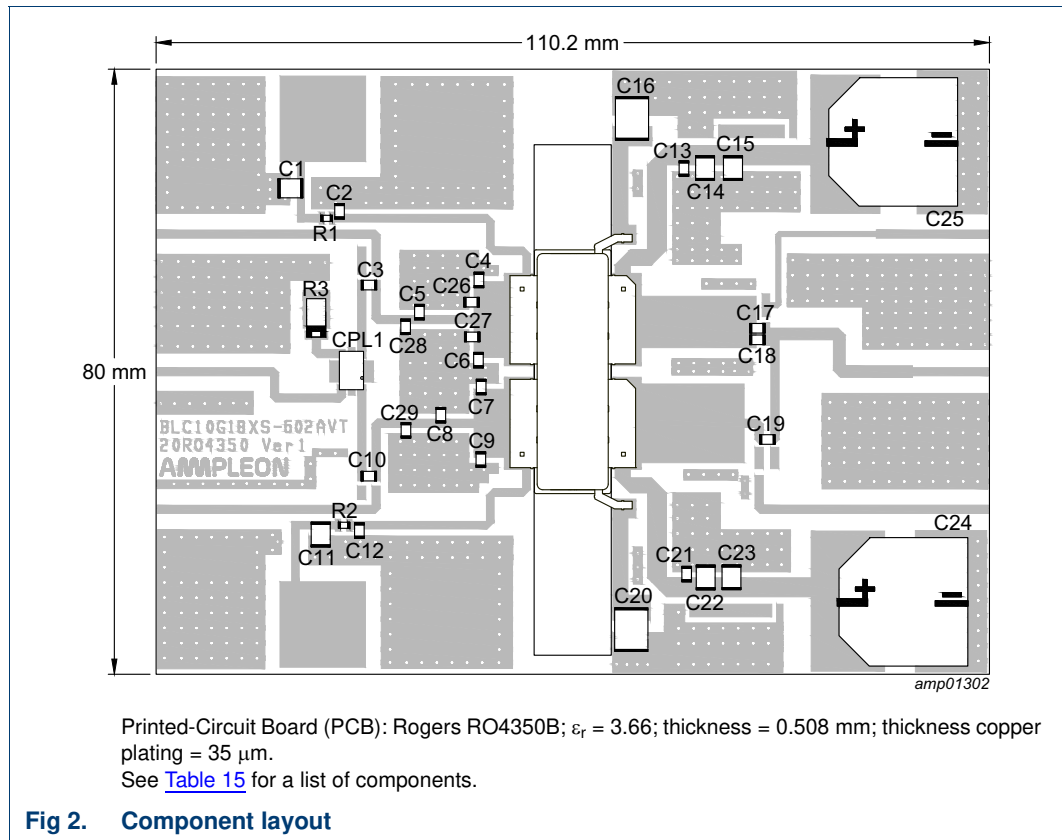 110.2 mm
C16
C1
C13
C15
C2
C14
R1
C25
C3
C4
C26
R3
C5
C17
CPL1
C28
C27
C18
80 mm
C6
C7
C29
C8
C19
BLC10G18XS-602AVT
20RO4350 Var1
AMPLEON
C9
C10
R2
C24
C11
C12
C21
C23
C22
C20
amp01302
Printed-Circuit Board (PCB): Rogers RO4350B; εr = 3.66; thickness = 0.508 mm; thickness copper
plating = 35 μm.
See Table 15 for a list of components.
Fig 2. Component layout